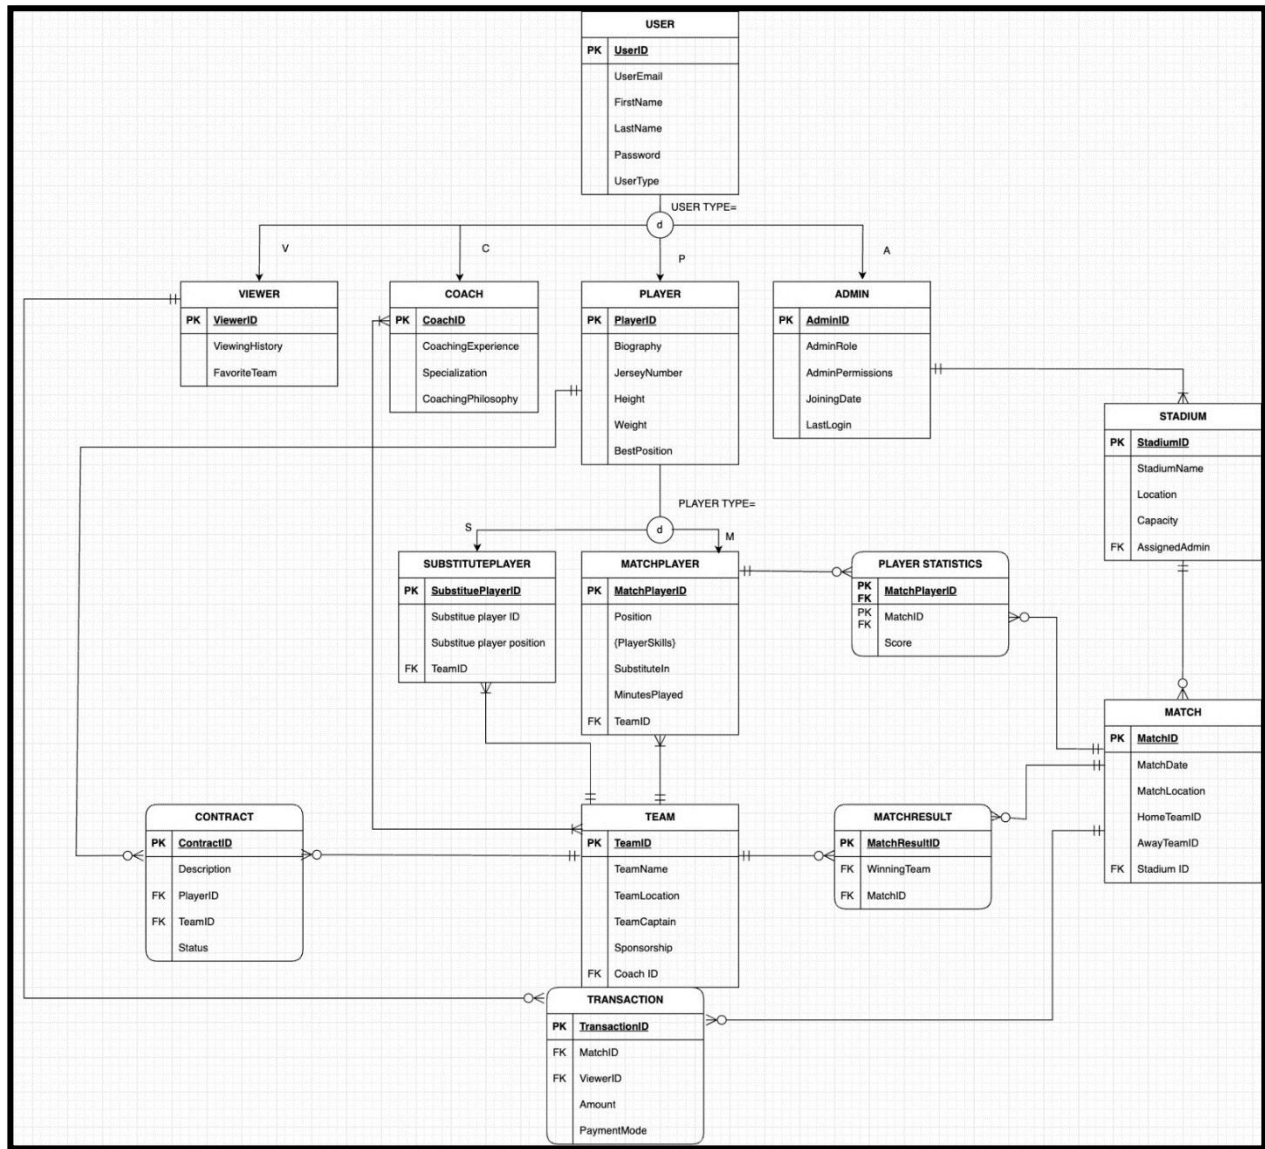 USER
PK UserID
UserEmail
FirstName
LastName
Password
UserType
USER TYPE=
d
V
C
P
A
VIEWER
PK ViewerID
ViewingHistory
FavoriteTeam
COACH
PK CoachID
CoachingExperience
Specialization
CoachingPhilosophy
PLAYER
PK PlayerID
Biography
JerseyNumber
Height
Weight
BestPosition
ADMIN
PK AdminID
AdminRole
AdminPermissions
JoiningDate
LastLogin
STADIUM
PK StadiumID
StadiumName
Location
Capacity
FK AssignedAdmin
PLAYER TYPE=
d
S
M
SUBSTITUTEPLAYER
PK SubstituePlayerID
Substitue player ID
Substitue player position
FK TeamID
MATCHPLAYER
PK MatchPlayerID
Position
{PlayerSkills}
SubstituteIn
MinutesPlayed
FK TeamID
PLAYER STATISTICS
PK
FK MatchPlayerID
PK
FK MatchID
Score
MATCH
PK MatchID
MatchDate
MatchLocation
HomeTeamID
AwayTeamID
FK Stadium ID
CONTRACT
PK ContractID
Description
FK PlayerID
FK TeamID
Status
TEAM
PK TeamID
TeamName
TeamLocation
TeamCaptain
Sponsorship
FK Coach ID
MATCHRESULT
PK MatchResultID
FK WinningTeam
FK MatchID
TRANSACTION
PK TransactionID
FK MatchID
FK ViewerID
Amount
PaymentMode